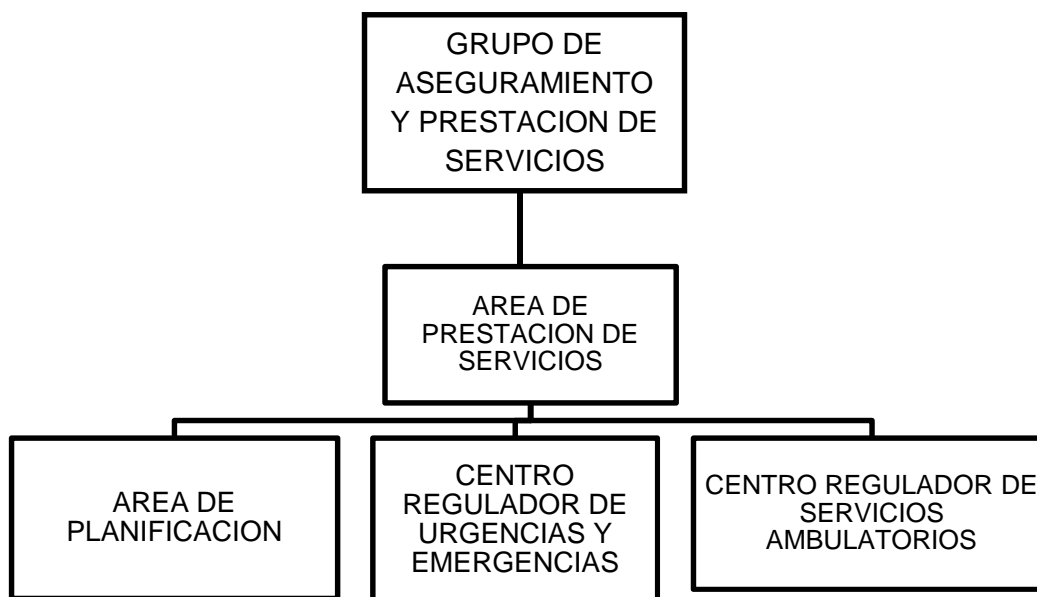 GRUPO DE
ASEGURAMIENTO
Y PRESTACION DE
SERVICIOS
AREA DE
PRESTACION DE
SERVICIOS
AREA DE
PLANIFICACION
CENTRO
REGULADOR DE
URGENCIAS Y
EMERGENCIAS
CENTRO REGULADOR DE
SERVICIOS
AMBULATORIOS